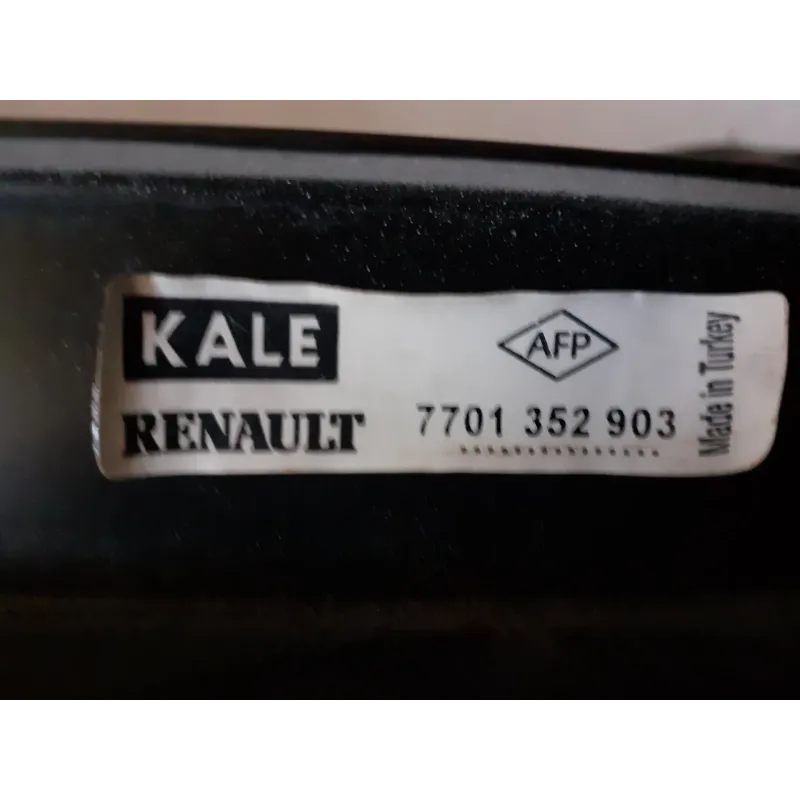 KALE
AFP
RENAULT 7701 352 903
Made in Turkey